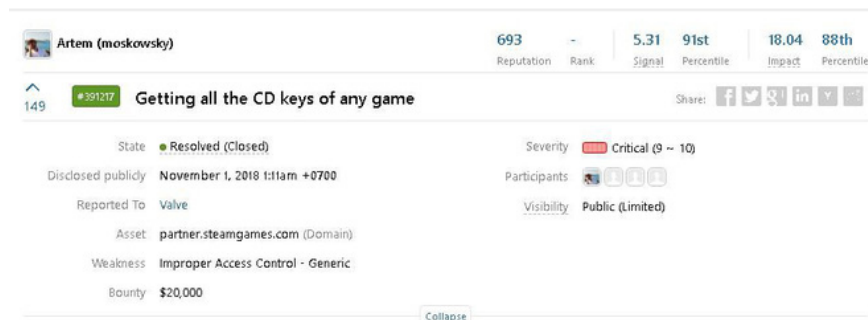 Artem (moskowsky)
693 - 5.31 91st 18.04 88th
Reputation Rank Signal Percentile Impact Percentile
149 #391217 Getting all the CD keys of any game Share:
State Resolved (Closed) Severity Critical (9 ~ 10)
Disclosed publicly November 1, 2018 1:11am +0700 Participants
Reported To Valve Visibility Public (Limited)
Asset partner.steamgames.com (Domain)
Weakness Improper Access Control - Generic
Bounty $20,000
Collapse